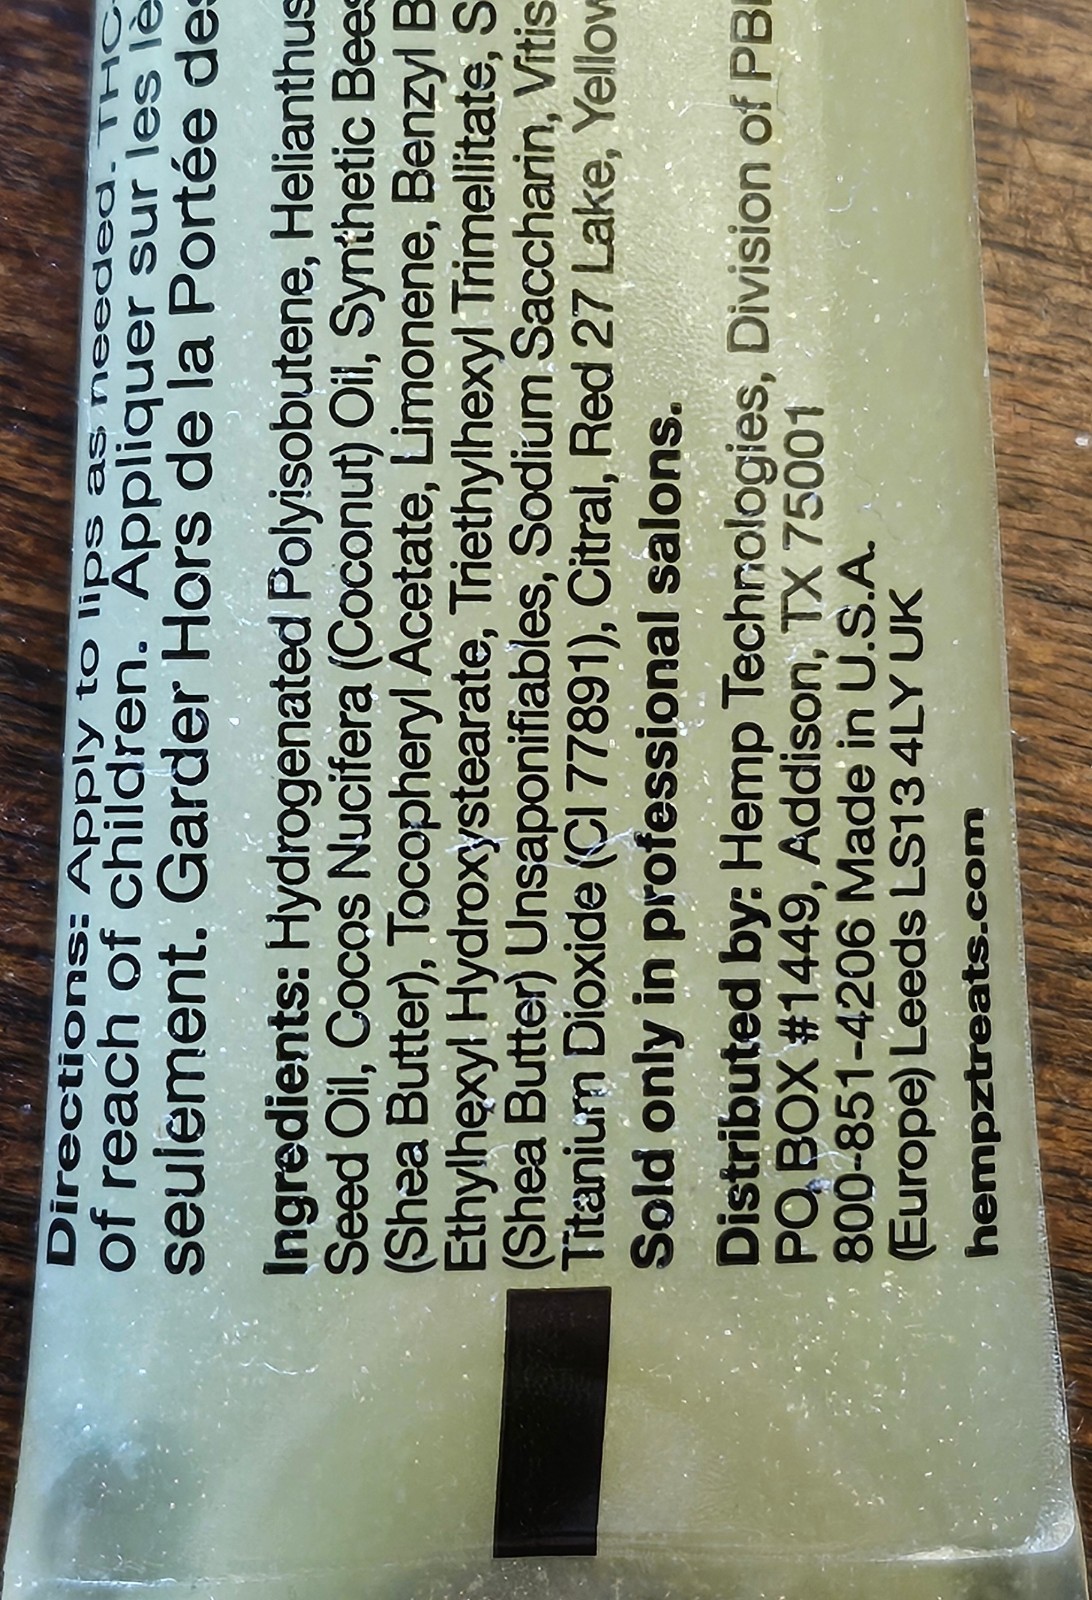 Directions: Apply to lips as needed. THC-
of reach of children. Appliquer sur les lè
seulement. Garder Hors de la Portée des
Ingredients: Hydrogenated Polyisobutene, Helianthus
Seed Oil, Cocos Nucifera (Coconut) Oil, Synthetic Bees
(Shea Butter), Tocopheryl Acetate, Limonene, Benzyl B
Ethylhexyl Hydroxystearate, Triethylhexyl Trimellitate, S
(Shea Butter) Unsaponifiables, Sodium Saccharin, Vitis
Titanium Dioxide (CI 77891), Citral, Red 27 Lake, Yellow
Sold only in professional salons.
Distributed by: Hemp Technologies, Division of PBI
PO BOX #1449, Addison, TX 75001
800-851-4206 Made in U.S.A.
(Europe) Leeds LS13 4LY UK
hempztreats.com